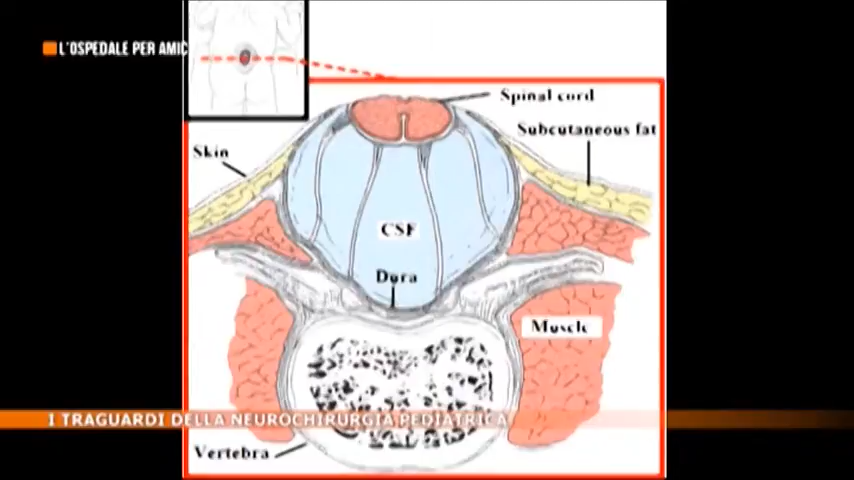 L'OSPEDALE PER AMIC
Spinal cord
Subcutaneous fat
Skin
CSF
Dura
Muscle
I TRAGUARDI DELLA NEUROCHIRURGIA PEDIATRICA
Vertebra